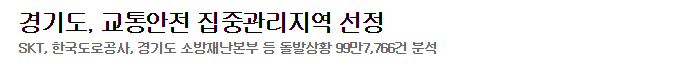 경기도, 교통안전 집중관리지역 선정
SKT, 한국도로공사, 경기도 소방재난본부 등 돌발상황 99만7,766건 분석